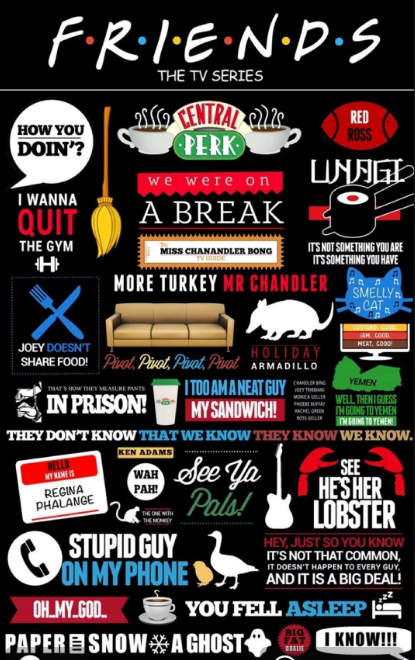 F·R·I·E·N·D·S
THE TV SERIES
HOW YOU
DOIN'?
CENTRAL
PERK
RED
ROSS
we were on
A BREAK
UNAGI
IT'S NOT SOMETHING YOU ARE
IT'S SOMETHING YOU HAVE
I WANNA
QUIT
THE GYM
MISS CHANANDLER BONG
TV GUIDE
MORE TURKEY MR CHANDLER
SMELLY
CAT
JOEY DOESN'T
SHARE FOOD!
Pivot, Pivot, Pivot, Pivot
HOLIDAY
ARMADILLO
CUSTARD, GOOD.
JAM, GOOD.
MEAT, GOOD!
THAT'S HOW THEY MEASURE PANTS
IN PRISON!
I TOO AM A NEAT GUY
MY SANDWICH!
CHANDLER BING
JOEY TRIBBIANI
MONICA GELLER
PHOEBE BUFFAY
RACHEL GREEN
ROSS GELLER
YEMEN
WELL, THEN I GUESS
I'M GOING TO YEMEN
I'M GOING TO YEMEN!
THEY DON'T KNOW THAT WE KNOW THEY KNOW WE KNOW.
HELLO
MY NAME IS
REGINA
PHALANGE
KEN ADAMS
WAH
PAH!
THE ONE WITH
THE MONKEY
See Ya
Pals!
SEE
HE'S HER
LOBSTER
STUPID GUY
ON MY PHONE
HEY, JUST SO YOU KNOW
IT'S NOT THAT COMMON,
IT DOESN'T HAPPEN TO EVERY GUY,
AND IT IS A BIG DEAL!
OH..MY.GOD..
YOU FELL ASLEEP
PAPER SNOW A GHOST
BIG
FAT
GOALIE
I KNOW!!!